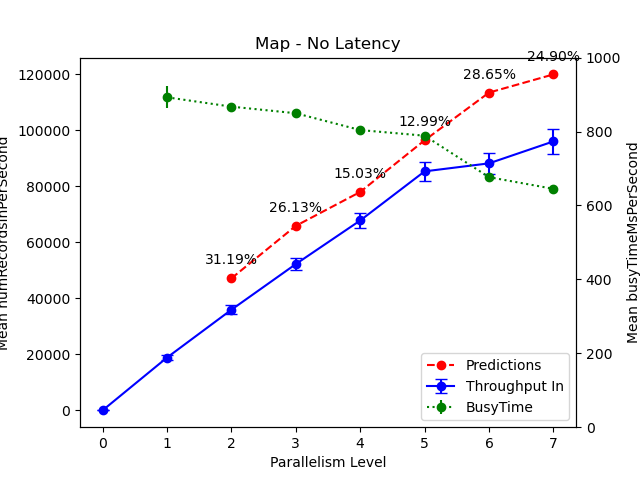 Map - No Latency
24.90%
28.65%
12.99%
15.03%
26.13%
31.19%
120000
100000
80000
60000
40000
20000
0
Mean numRecordsInPerSecond
1000
800
600
400
200
0
Mean busyTimeMsPerSecond
Predictions
Throughput In
BusyTime
0 1 2 3 4 5 6 7
Parallelism Level